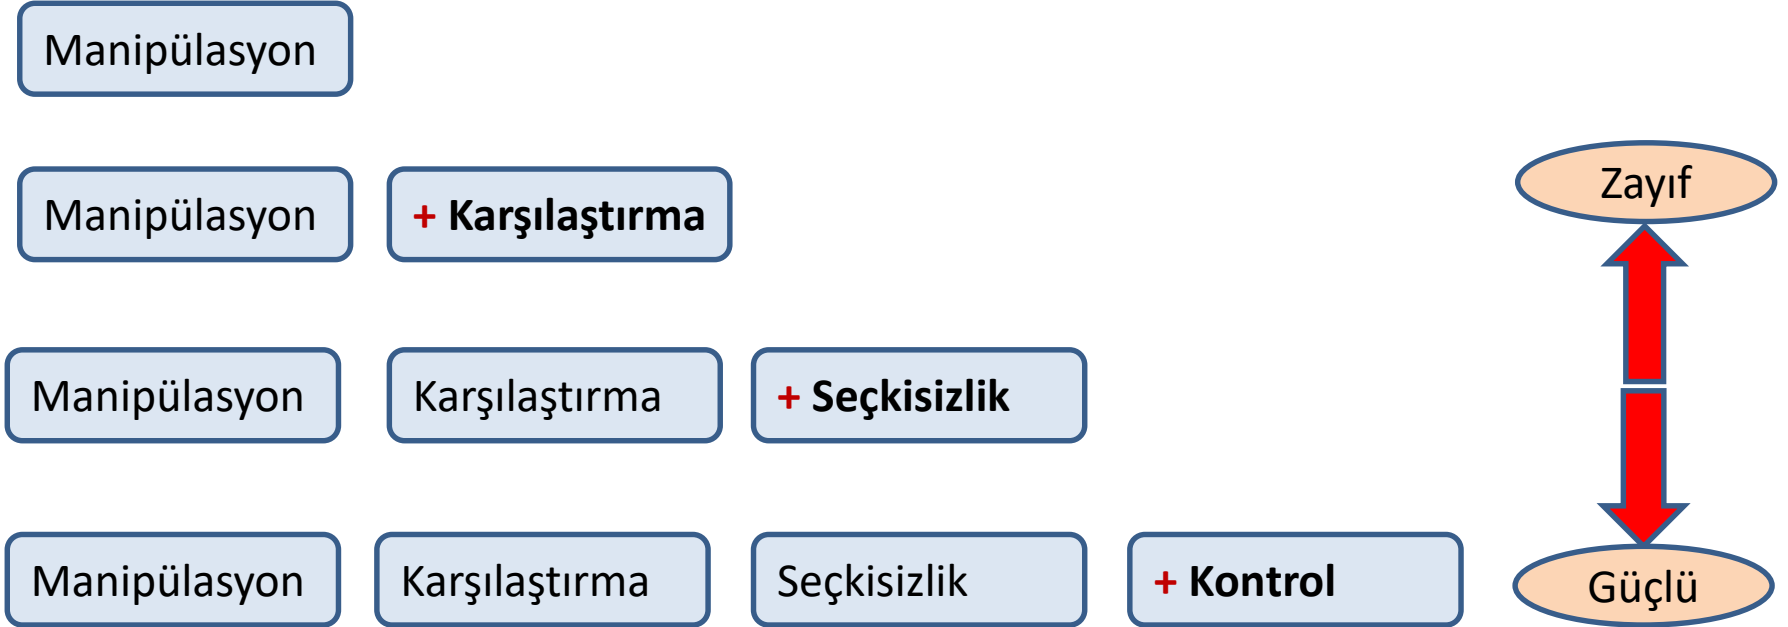 Manipülasyon
Manipülasyon + Karşılaştırma
Zayıf
Manipülasyon Karşılaştırma + Seçkisizlik
Manipülasyon Karşılaştırma Seçkisizlik + Kontrol
Güçlü